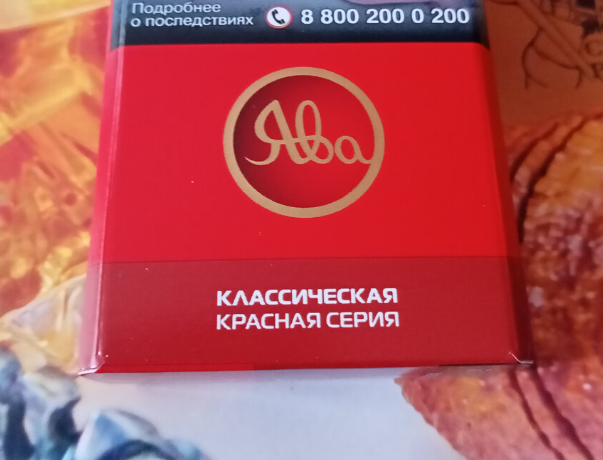 Подробнее
о последствиях 8 800 200 0 200
Ява
КЛАССИЧЕСКАЯ
КРАСНАЯ СЕРИЯ